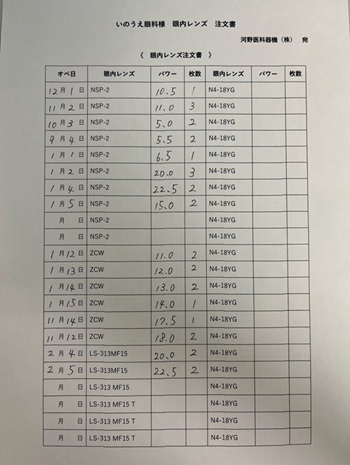 いのうえ眼科様　眼内レンズ　注文書
河野医科器機（株）　宛
《　眼内レンズ注文書　》
オペ日 眼内レンズ パワー 枚数 眼内レンズ パワー 枚数
12月1日 NSP-2 10.5 1 N4-18YG
11月2日 NSP-2 11.0 3 N4-18YG
10月3日 NSP-2 5.0 2 N4-18YG
9月4日 NSP-2 5.5 2 N4-18YG
1月1日 NSP-2 6.5 1 N4-18YG
1月2日 NSP-2 20.0 3 N4-18YG
1月4日 NSP-2 22.5 2 N4-18YG
1月5日 NSP-2 15.0 2 N4-18YG
月　日 NSP-2 N4-18YG
月　日 NSP-2 N4-18YG
1月12日 ZCW 11.0 2 N4-18YG
1月13日 ZCW 12.0 2 N4-18YG
1月14日 ZCW 13.0 2 N4-18YG
1月15日 ZCW 14.0 1 N4-18YG
11月14日 ZCW 17.5 1 N4-18YG
11月12日 ZCW 18.0 2 N4-18YG
2月4日 LS-313MF15 20.0 2 N4-18YG
2月5日 LS-313MF15 22.5 2 N4-18YG
月　日 LS-313 MF15 N4-18YG
月　日 LS-313 MF15 T N4-18YG
月　日 LS-313 MF15 T N4-18YG
月　日 LS-313 MF15 T N4-18YG